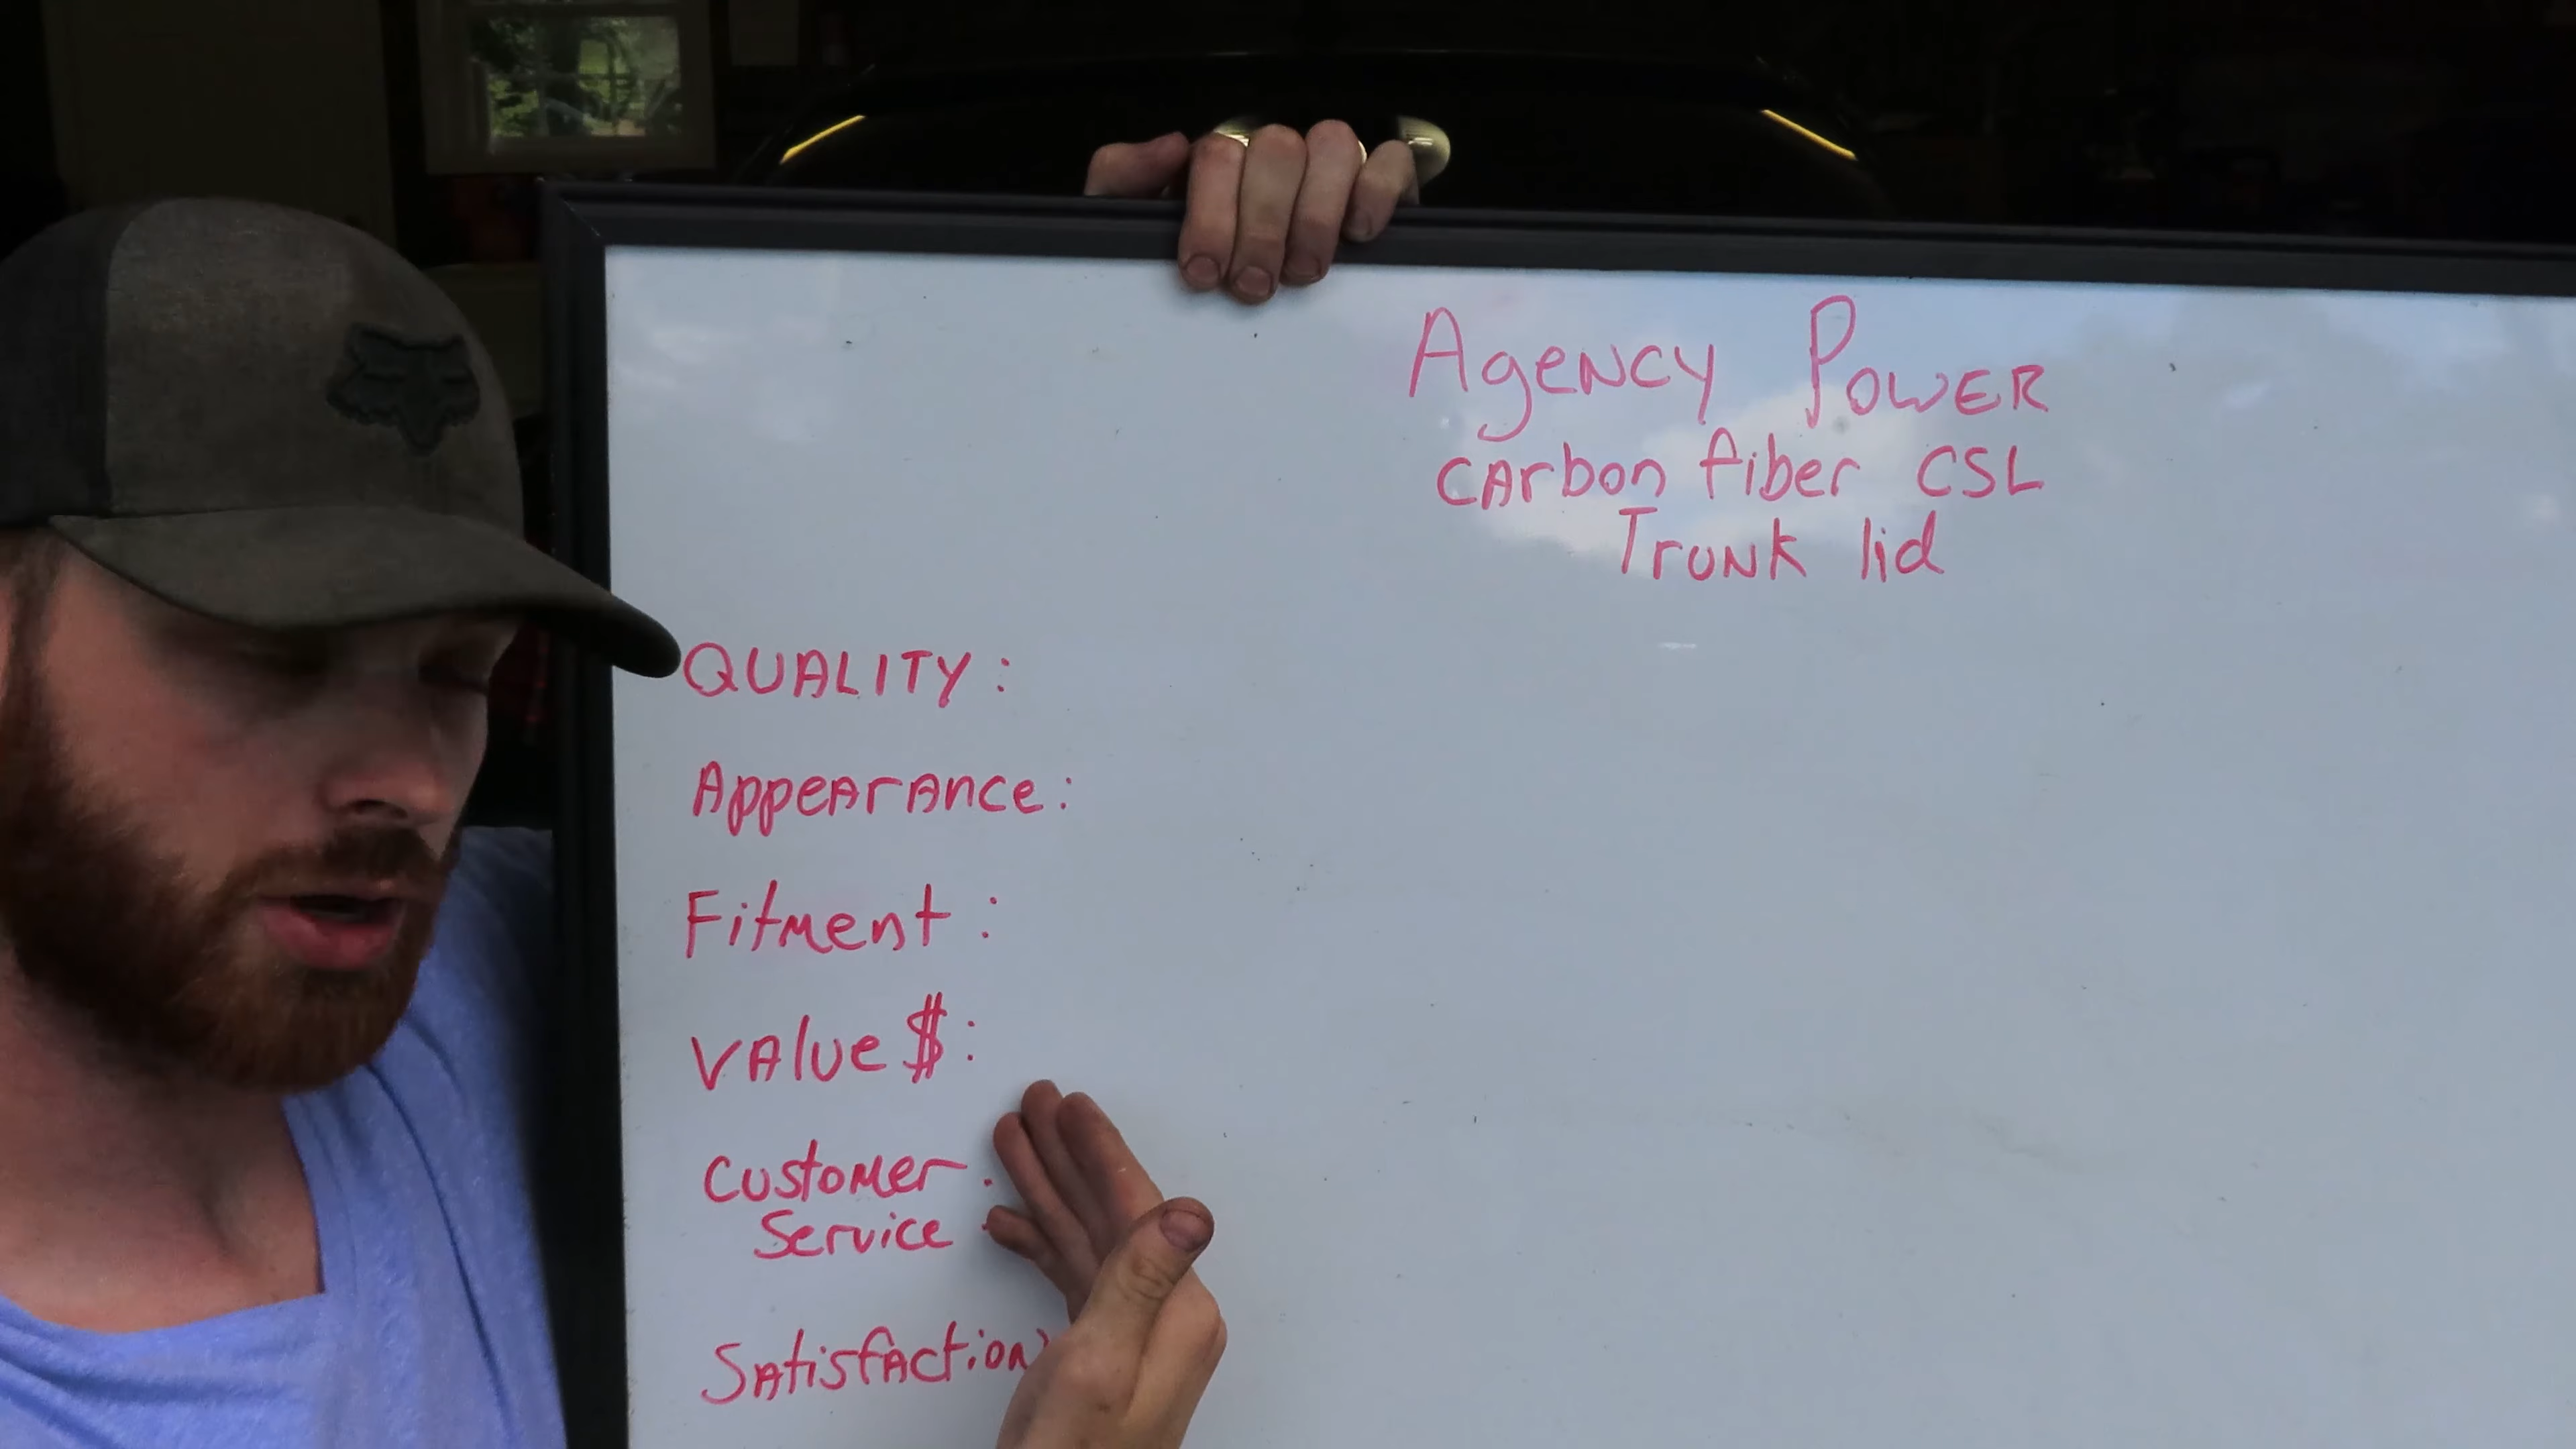 Agency Power
Carbon fiber CSL
Trunk lid
QUALITY:
Appearance:
Fitment:
Value $:
Customer
Service :
Satisfaction